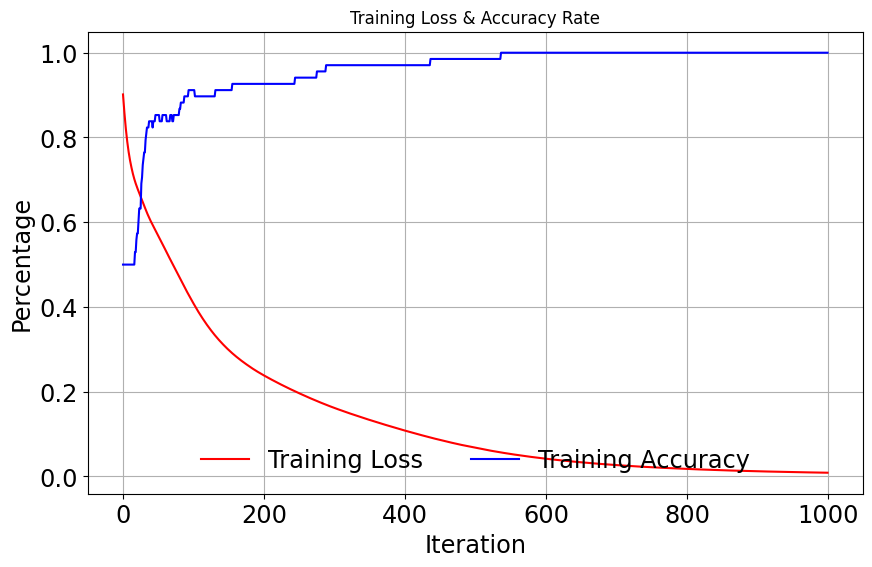 Training Loss & Accuracy Rate
1.0
0.8
0.6
0.4
0.2
0.0
Percentage
Training Loss
Training Accuracy
0 200 400 600 800 1000
Iteration